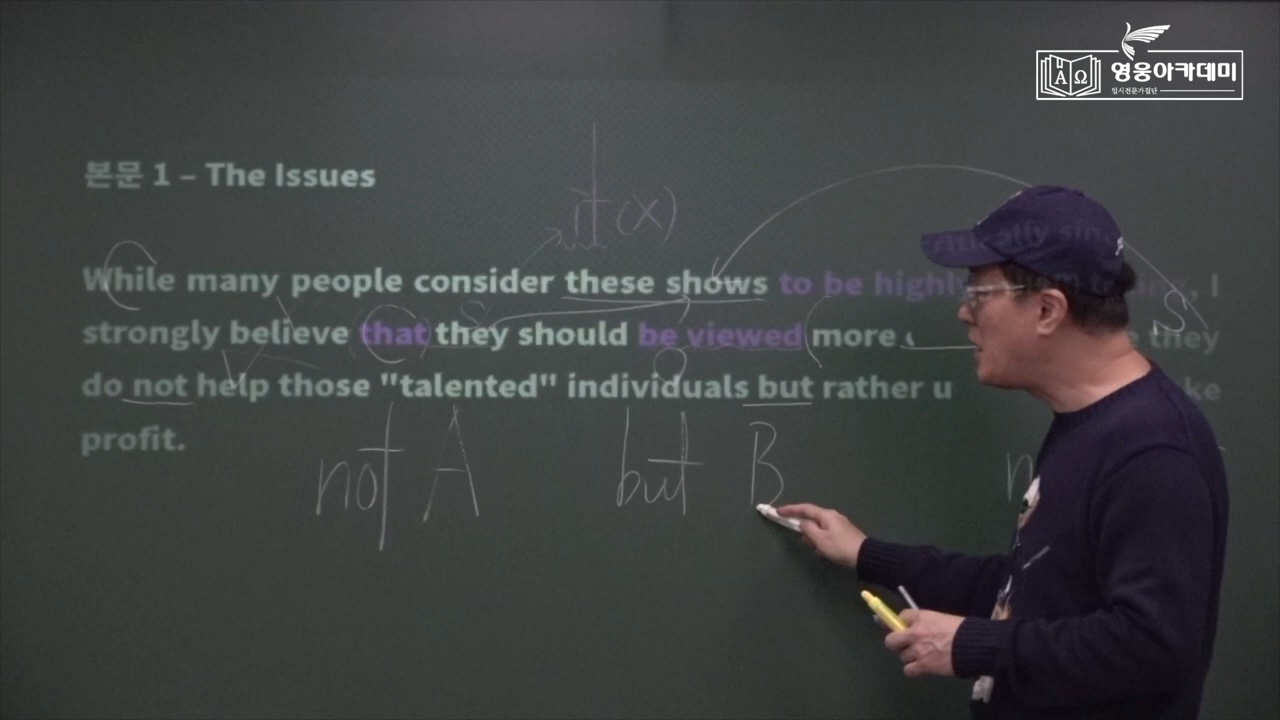 영웅아카데미
입시전문가집단
본문 1 – The Issues
it (X)
While many people consider these shows to be highly, I
S
S
strongly believe that they should be viewed more they
do not help those "talented" individuals but rather
profit.
not A but B